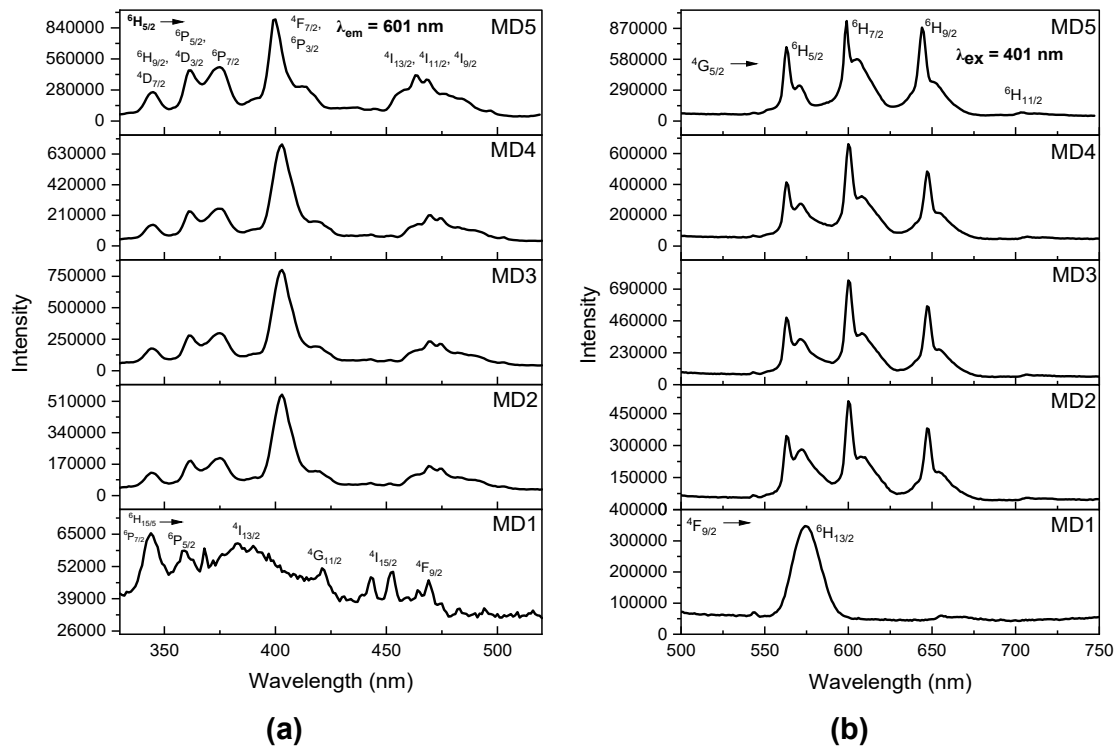 ⁶H₅/₂ → ⁴F₇/₂, λem = 601 nm MD5
⁶P₅/₂, ⁶P₃/₂
⁶H₉/₂, ⁴D₃/₂ ⁶P₇/₂ ⁴I₁₃/₂, ⁴I₁₁/₂, ⁴I₉/₂
⁴D₇/₂
840000
560000
280000
0
MD4
630000
420000
210000
0
MD3
750000
500000
250000
0
MD2
510000
340000
170000
0
MD1
⁶H₁₅/₅ →
⁶P₇/₂ ⁶P₅/₂ ⁴I₁₃/₂ ⁴G₁₁/₂ ⁴I₁₅/₂ ⁴F₉/₂
65000
52000
39000
26000
350 400 450 500
Wavelength (nm)
Intensity
(a)
MD5
⁴G₅/₂ → ⁶H₅/₂ ⁶H₇/₂ ⁶H₉/₂
λex = 401 nm
⁶H₁₁/₂
870000
580000
290000
0
MD4
600000
400000
200000
0
MD3
690000
460000
230000
0
MD2
450000
300000
150000
0
MD1
⁴F₉/₂ → ⁶H₁₃/₂
400000
300000
100000
0
500 550 600 650 700 750
Wavelength (nm)
Intensity
(b)